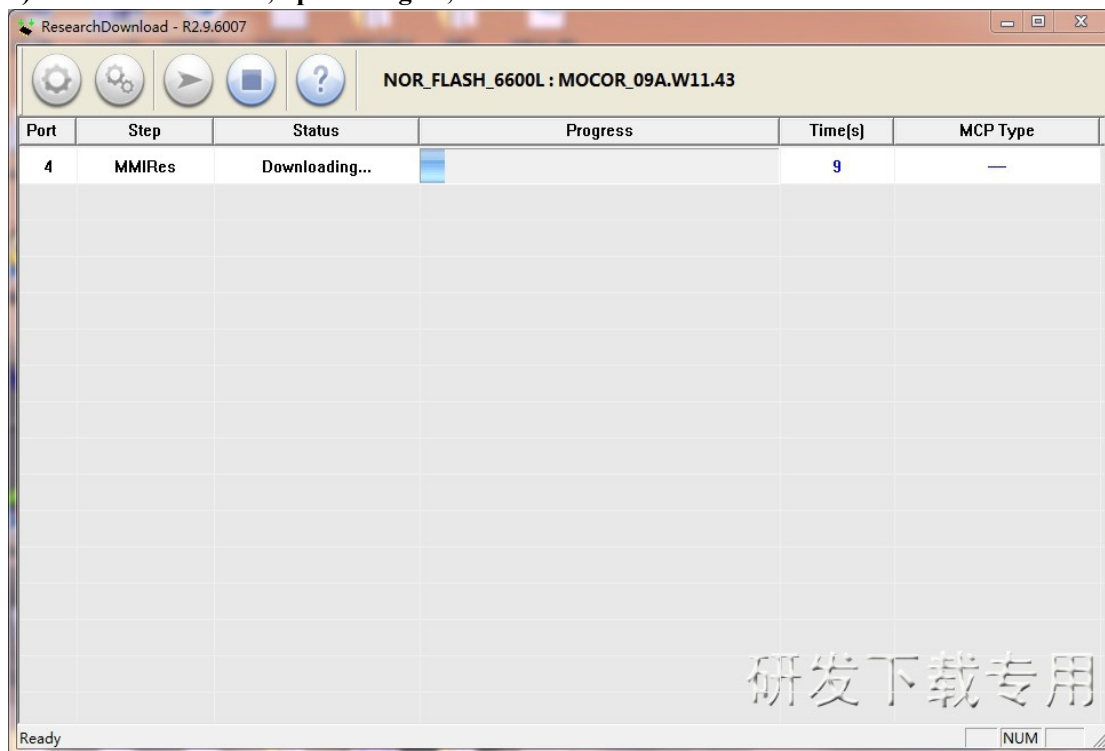 ResearchDownload - R2.9.6007
NOR_FLASH_6600L : MOCOR_09A.W11.43
Port Step Status Progress Time(s) MCP Type
4 MMIRes Downloading... 9 —
研发下载专用
Ready NUM